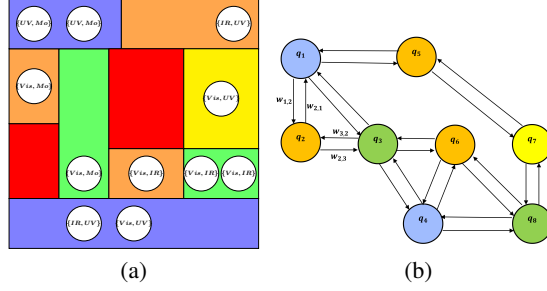 {UV,Mo} {UV,Mo} {IR,UV}
{Vis,Mo}
{Vis,UV}
{Vis,Mo} {Vis,IR} {Vis,IR} {Vis,IR}
{IR,UV} {Vis,UV}
(a)
q1 q5
w1,2 w2,1
q2 w3,2 q3 q6 q7
w2,3
q4 q8
(b)